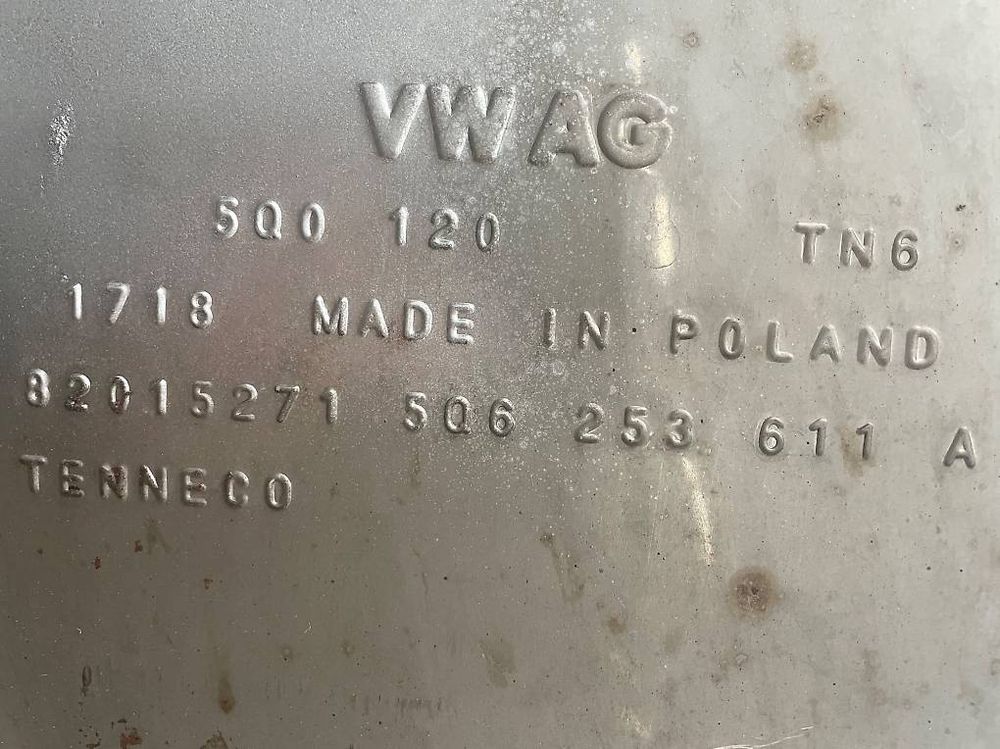 VW AG
5Q0 120 TN6
1718 MADE IN POLAND
82015271 5Q6 253 611 A
TENNECO